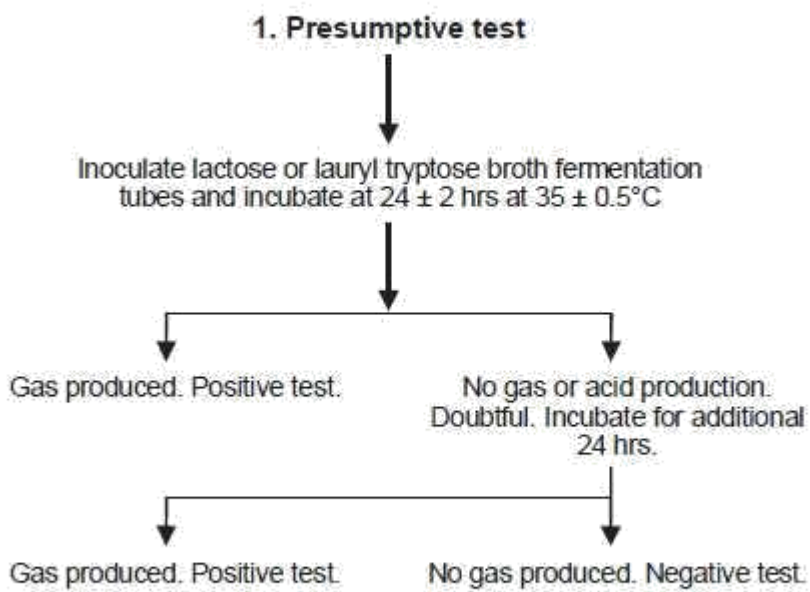 1. Presumptive test
Inoculate lactose or lauryl tryptose broth fermentation
tubes and incubate at 24 ± 2 hrs at 35 ± 0.5°C
Gas produced. Positive test.
No gas or acid production.
Doubtful. Incubate for additional
24 hrs.
Gas produced. Positive test.
No gas produced. Negative test.